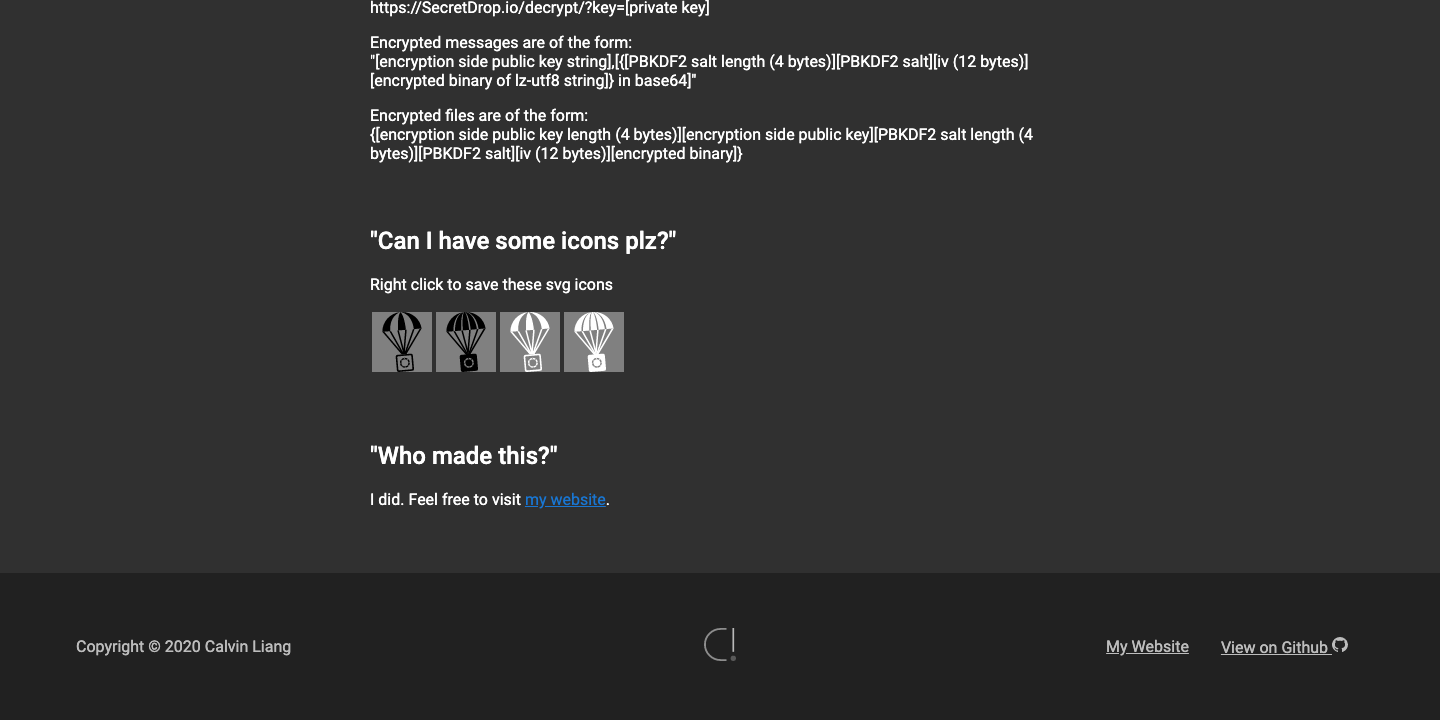 https://SecretDrop.io/decrypt/?key=[private key]
Encrypted messages are of the form:
"[encryption side public key string],[{[PBKDF2 salt length (4 bytes)][PBKDF2 salt][iv (12 bytes)]
[encrypted binary of lz-utf8 string]} in base64]"
Encrypted files are of the form:
{[encryption side public key length (4 bytes)][encryption side public key][PBKDF2 salt length (4
bytes)][PBKDF2 salt][iv (12 bytes)][encrypted binary]}
"Can I have some icons plz?"
Right click to save these svg icons
"Who made this?"
I did. Feel free to visit my website.
Copyright © 2020 Calvin Liang
My Website
View on Github